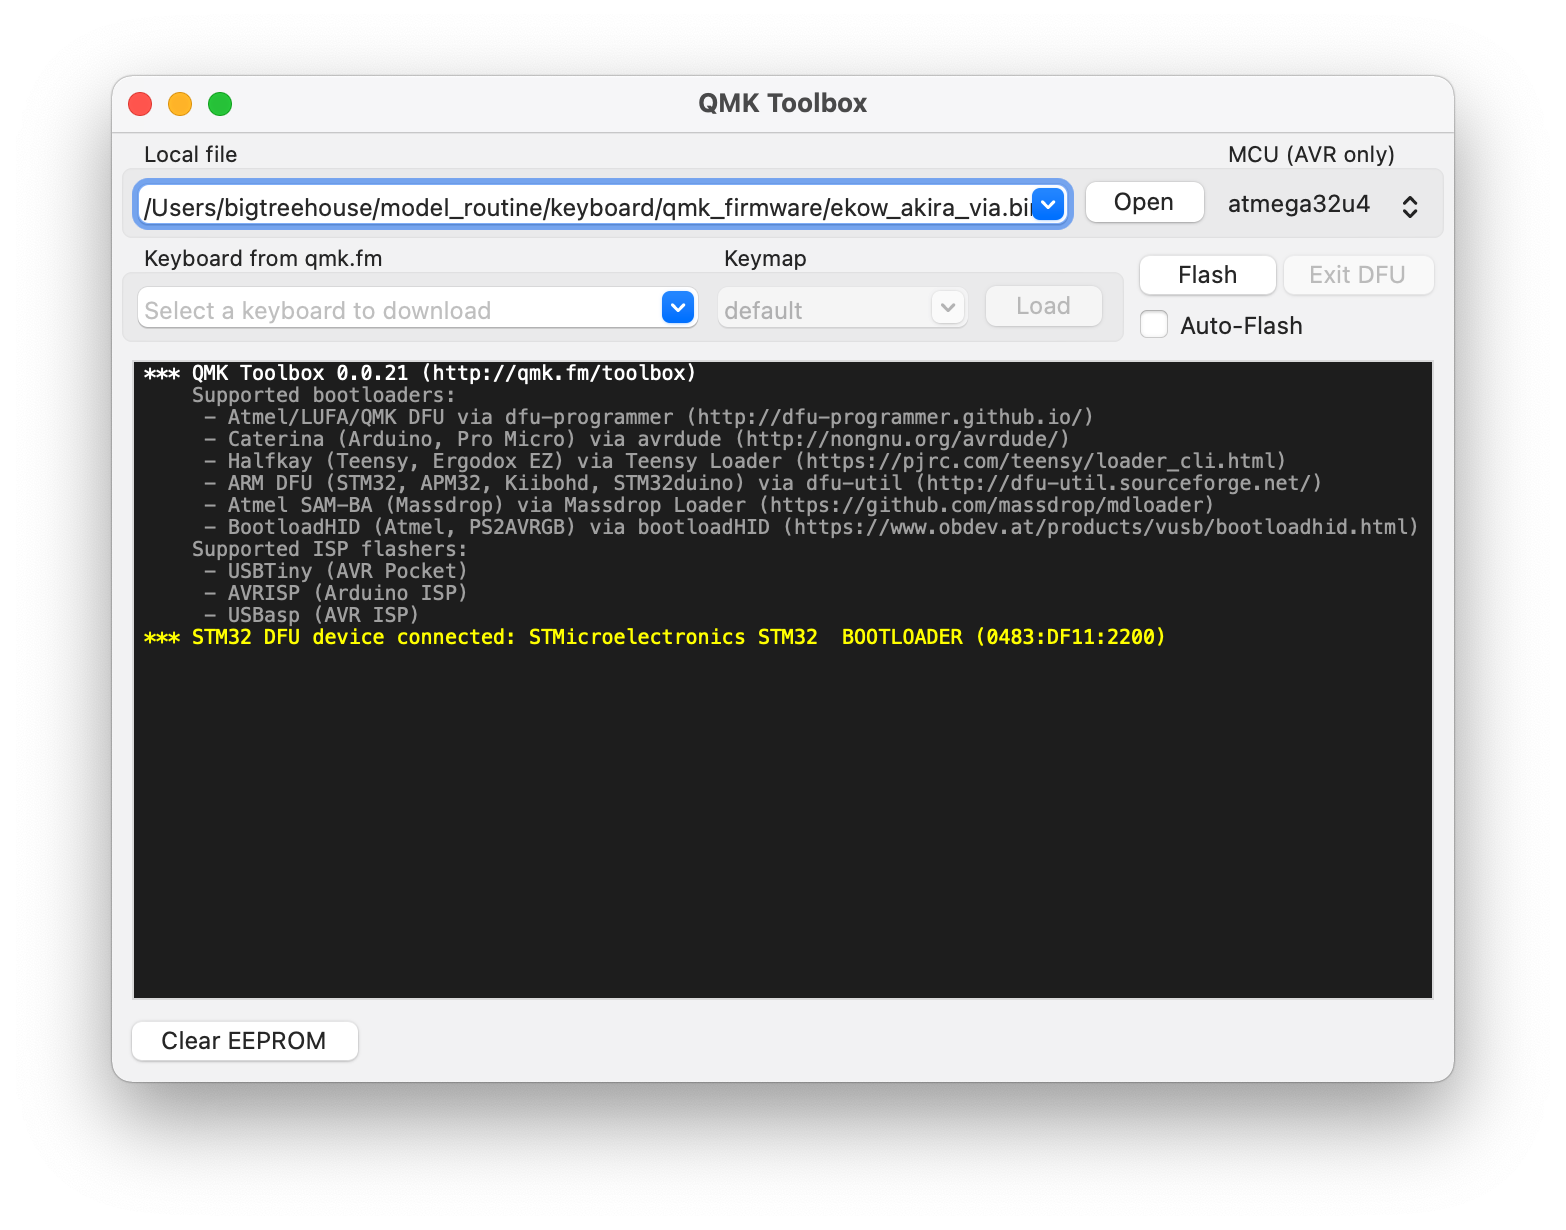 QMK Toolbox
Local file
MCU (AVR only)
/Users/bigtreehouse/model_routine/keyboard/qmk_firmware/ekow_akira_via.bin
Open
atmega32u4
Keyboard from qmk.fm
Keymap
Select a keyboard to download
default
Load
Flash
Exit DFU
Auto-Flash
*** QMK Toolbox 0.0.21 (http://qmk.fm/toolbox)
Supported bootloaders:
– Atmel/LUFA/QMK DFU via dfu-programmer (http://dfu-programmer.github.io/)
– Caterina (Arduino, Pro Micro) via avrdude (http://nongnu.org/avrdude/)
– Halfkay (Teensy, Ergodox EZ) via Teensy Loader (https://pjrc.com/teensy/loader_cli.html)
– ARM DFU (STM32, APM32, Kiibohd, STM32duino) via dfu-util (http://dfu-util.sourceforge.net/)
– Atmel SAM-BA (Massdrop) via Massdrop Loader (https://github.com/massdrop/mdloader)
– BootloadHID (Atmel, PS2AVRGB) via bootloadHID (https://www.obdev.at/products/vusb/bootloadhid.html)
Supported ISP flashers:
– USBTiny (AVR Pocket)
– AVRISP (Arduino ISP)
– USBasp (AVR ISP)
*** STM32 DFU device connected: STMicroelectronics STM32  BOOTLOADER (0483:DF11:2200)
Clear EEPROM